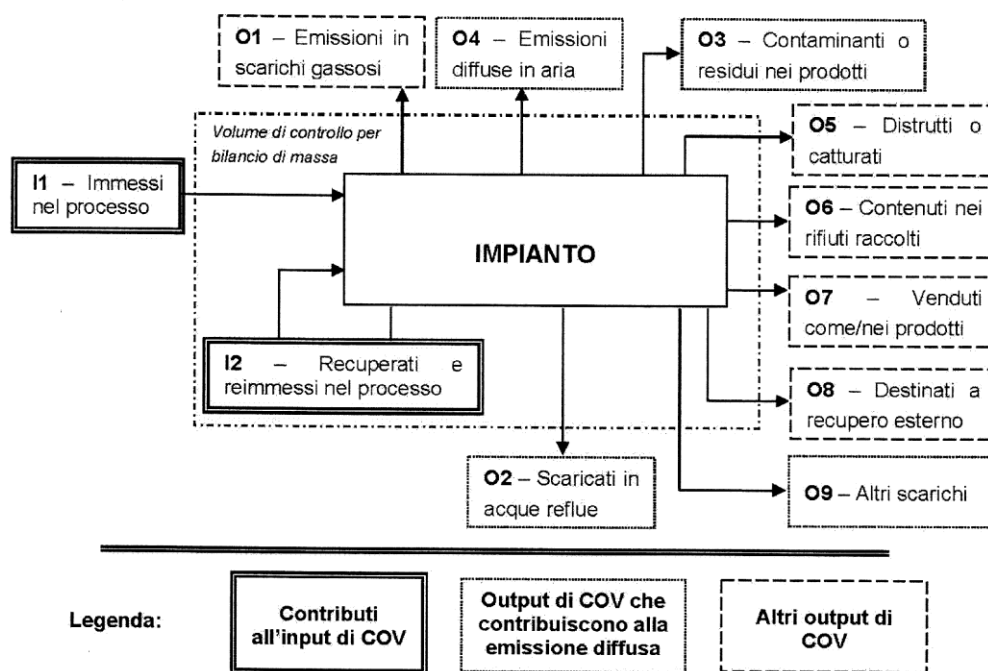 O1 – Emissioni in
scarichi gassosi
O4 – Emissioni
diffuse in aria
O3 – Contaminanti o
residui nei prodotti
Volume di controllo per
bilancio di massa
O5 – Distrutti o
catturati
I1 – Immessi
nel processo
O6 – Contenuti nei
rifiuti raccolti
IMPIANTO
O7 – Venduti
come/nei prodotti
I2 – Recuperati e
reimmessi nel processo
O8 – Destinati a
recupero esterno
O2 – Scaricati in
acque reflue
O9 – Altri scarichi
Legenda:
Contributi
all'input di COV
Output di COV che
contribuiscono alla
emissione diffusa
Altri output di
COV